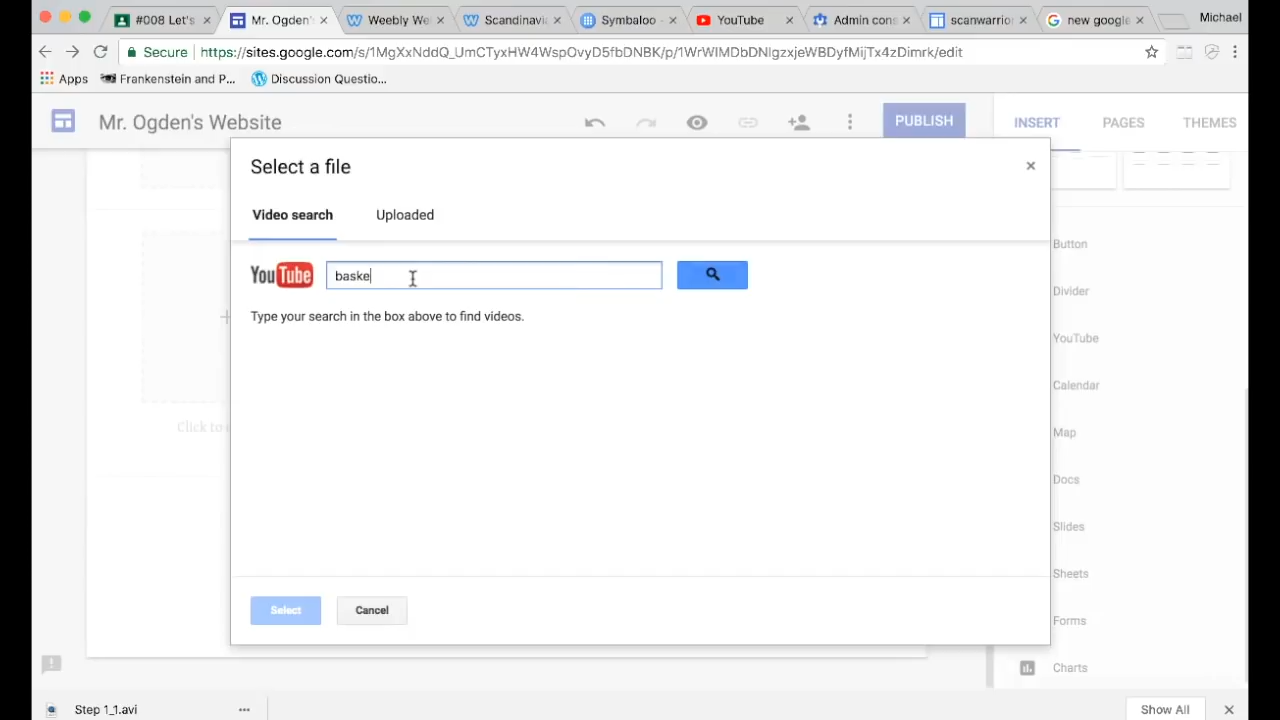 #008 Let's
Mr. Ogden's
Weebly We
Scandinavi
Symbaloo
YouTube
Admin cons
scanwarrio
new google
Michael
Secure
https://sites.google.com/s/1MgXxNddQ_UmCTyxHW4WspOvyD5fbDNBK/p/1WrWIMDbDNlgzxjeWBDyfMijTx4zDimrk/edit
Apps
Frankenstein and P...
Discussion Questio...
Mr. Ogden's Website
PUBLISH
INSERT
PAGES
THEMES
Select a file
Video search
Uploaded
YouTube
baske
Type your search in the box above to find videos.
Click to
Select
Cancel
Button
Divider
YouTube
Calendar
Map
Docs
Slides
Sheets
Forms
Charts
Step 1_1.avi
Show All